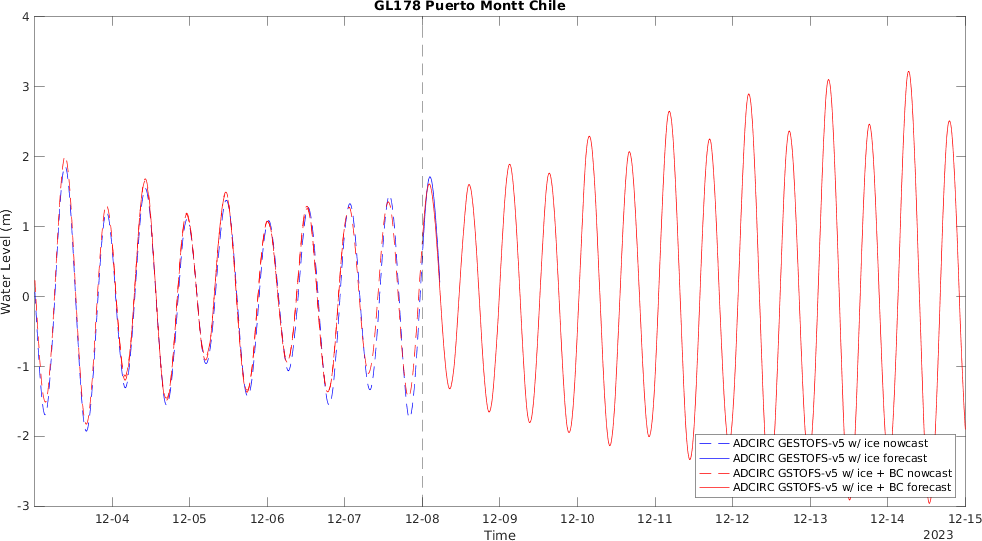 GL178 Puerto Montt Chile
4
3
2
1
0
-1
-2
-3
Water Level (m)
ADCIRC GESTOFS-v5 w/ ice nowcast
ADCIRC GESTOFS-v5 w/ ice forecast
ADCIRC GSTOFS-v5 w/ ice + BC nowcast
ADCIRC GSTOFS-v5 w/ ice + BC forecast
12-04 12-05 12-06 12-07 12-08 12-09 12-10 12-11 12-12 12-13 12-14 12-15
Time
2023